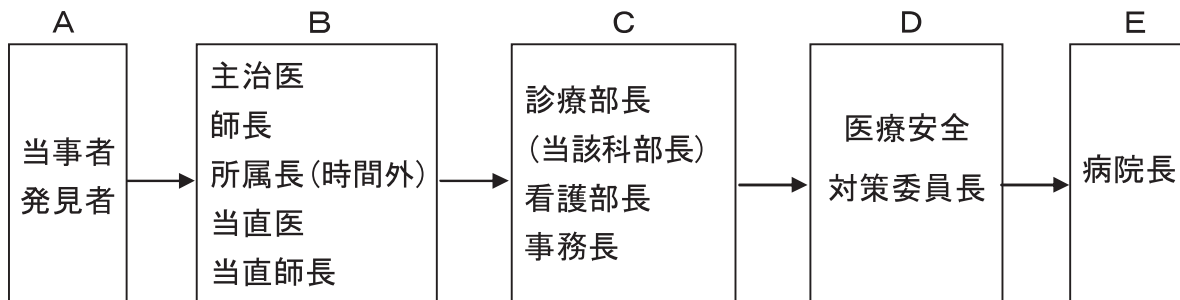 A
B
C
D
E
当事者
発見者
主治医
師長
所属長(時間外)
当直医
当直師長
診療部長
(当該科部長)
看護部長
事務長
医療安全
対策委員長
病院長